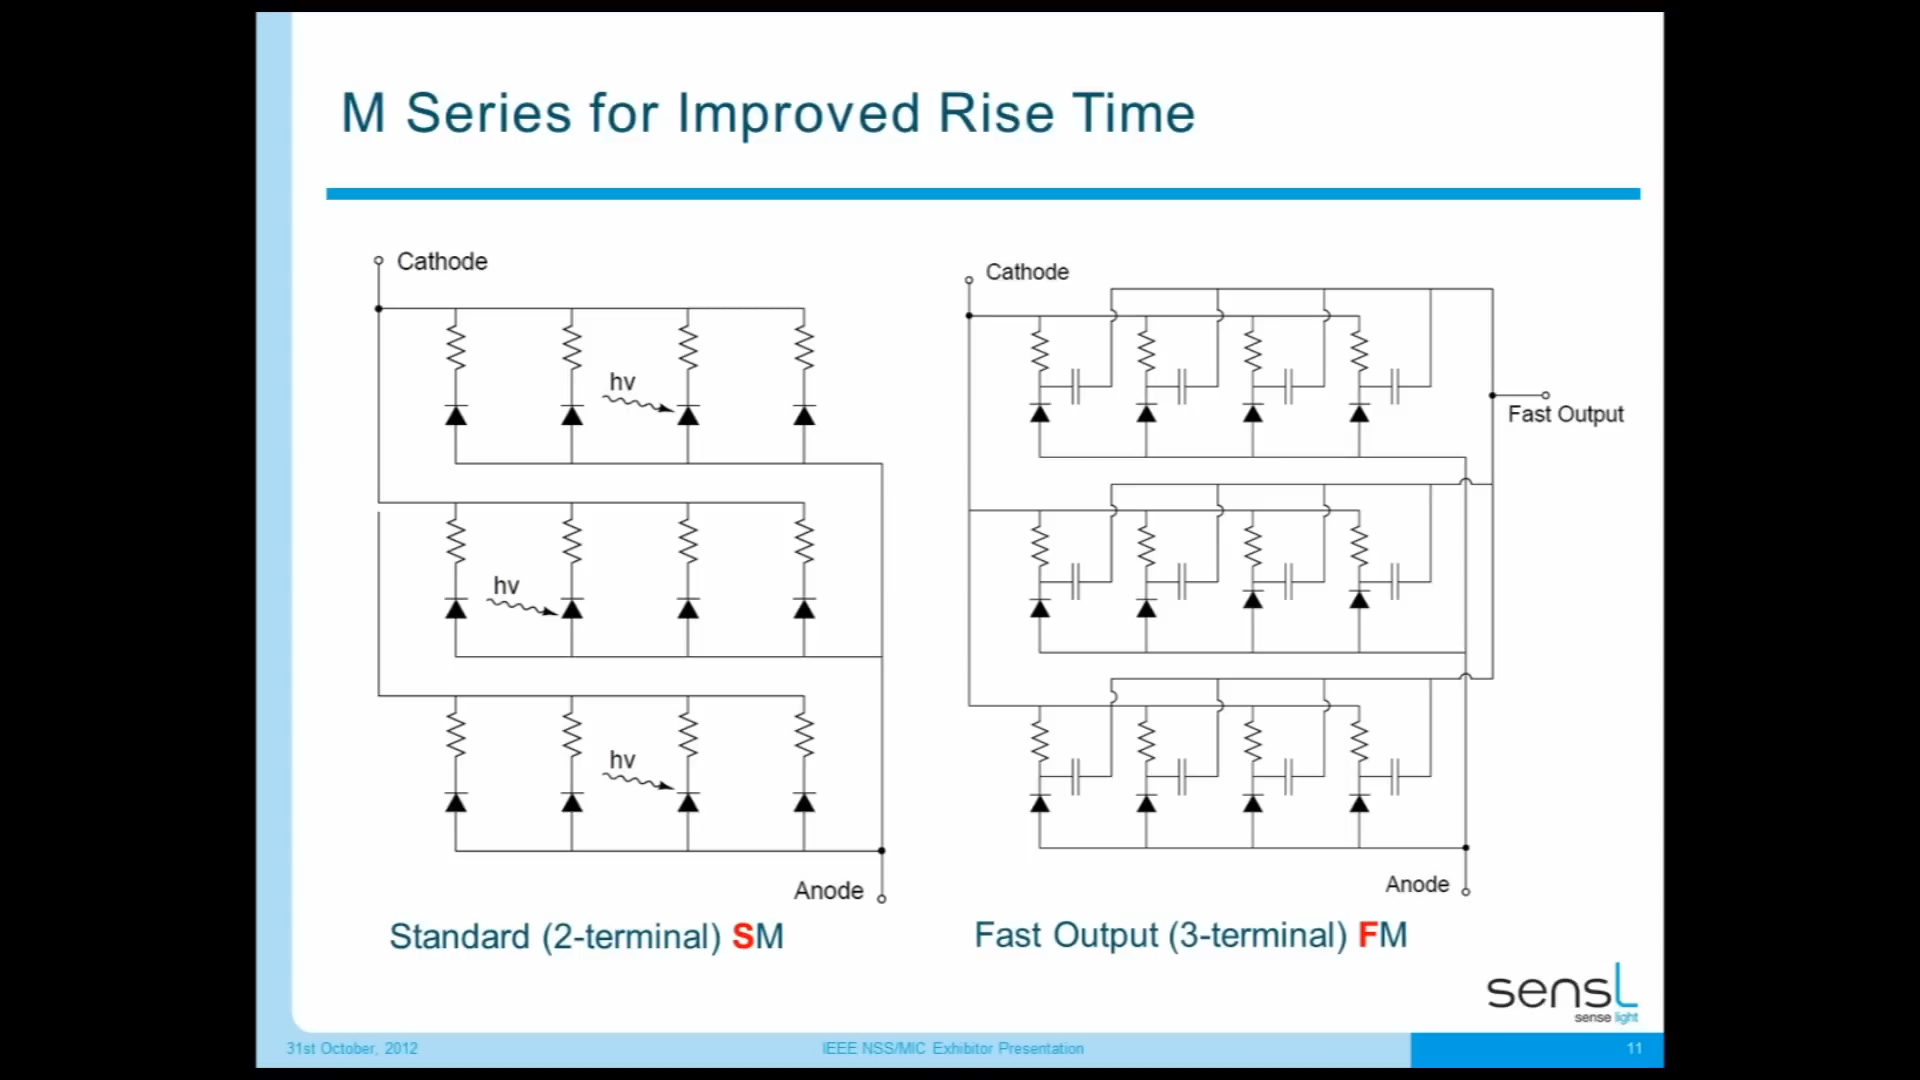 M Series for Improved Rise Time
Cathode
hv
hv
hv
Anode
Standard (2-terminal) SM
Cathode
Fast Output
Anode
Fast Output (3-terminal) FM
sensL
sense light
31st October, 2012
IEEE NSS/MIC Exhibitor Presentation
11